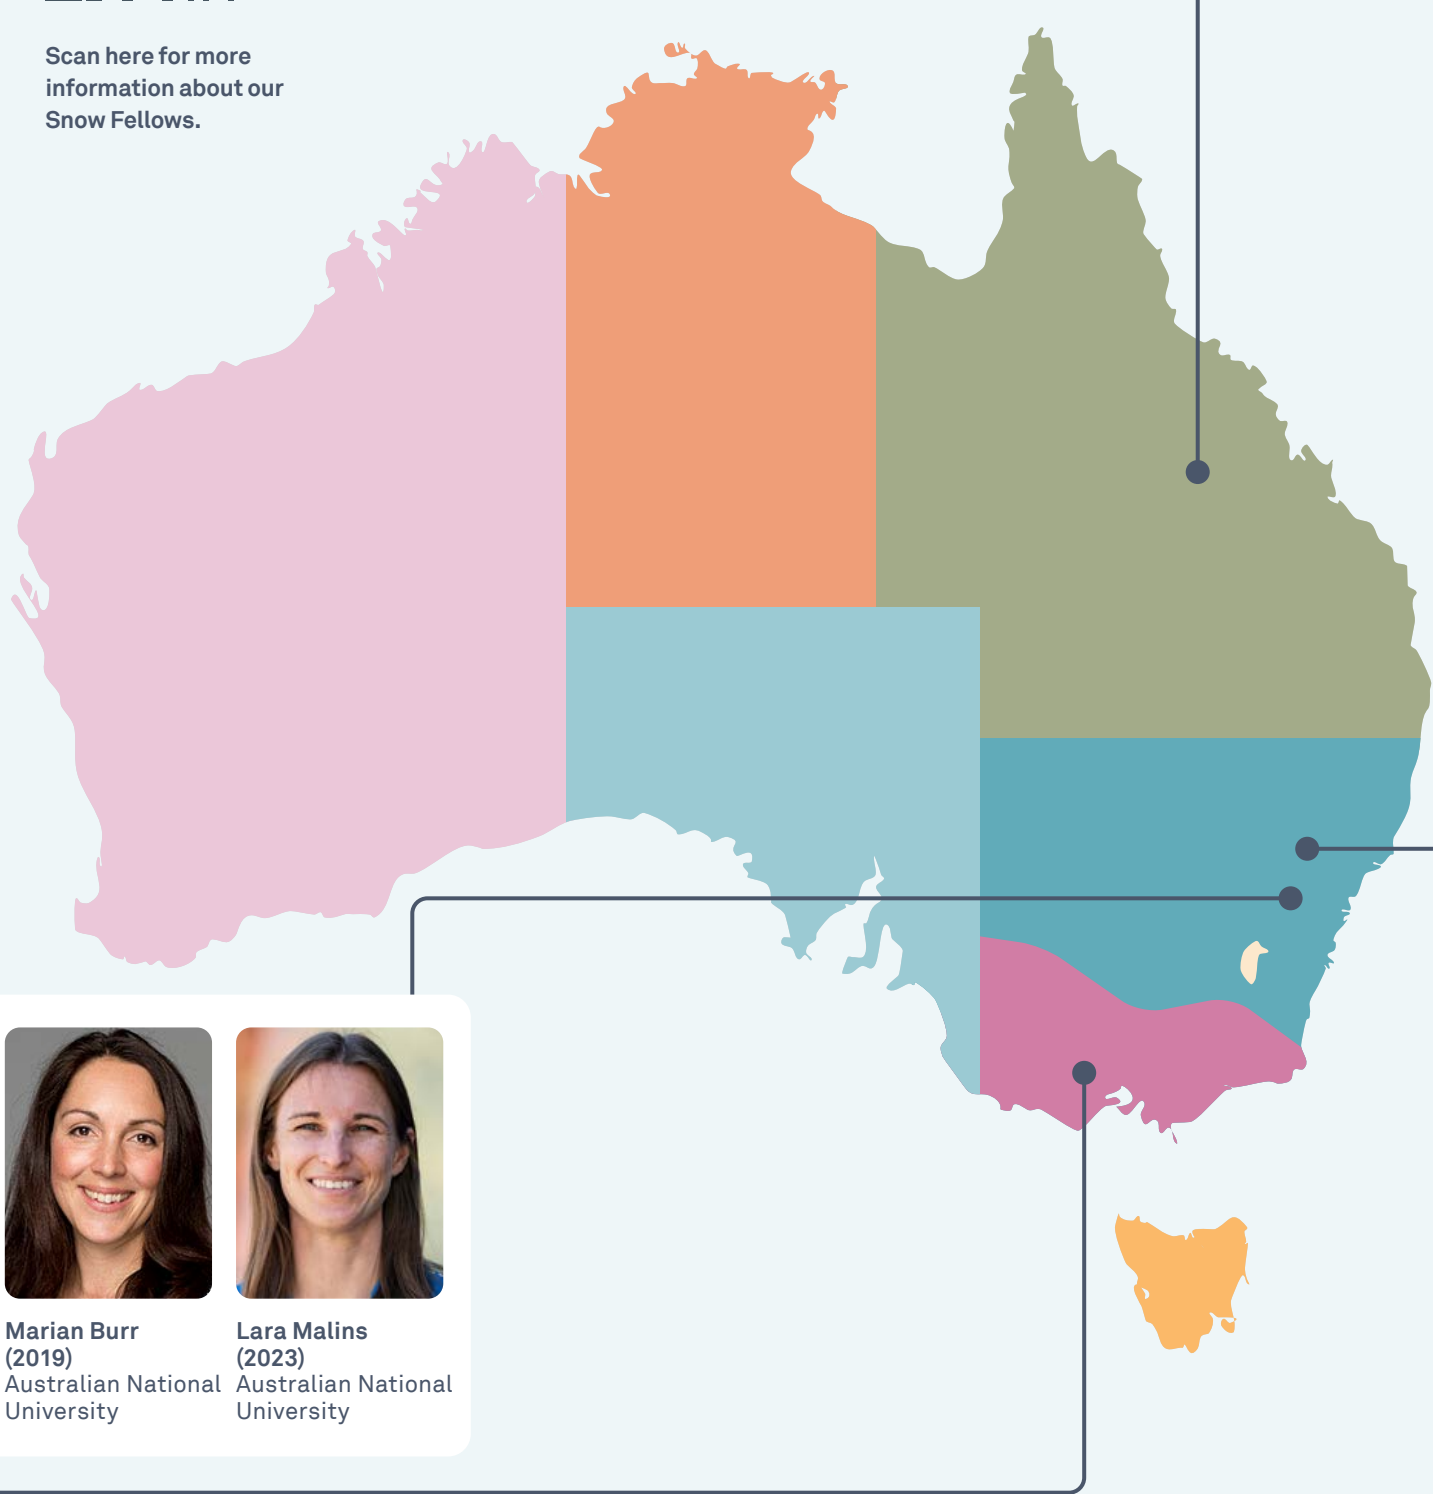 Scan here for more
information about our
Snow Fellows.
Marian Burr
(2019)
Australian National
University
Lara Malins
(2023)
Australian National
University